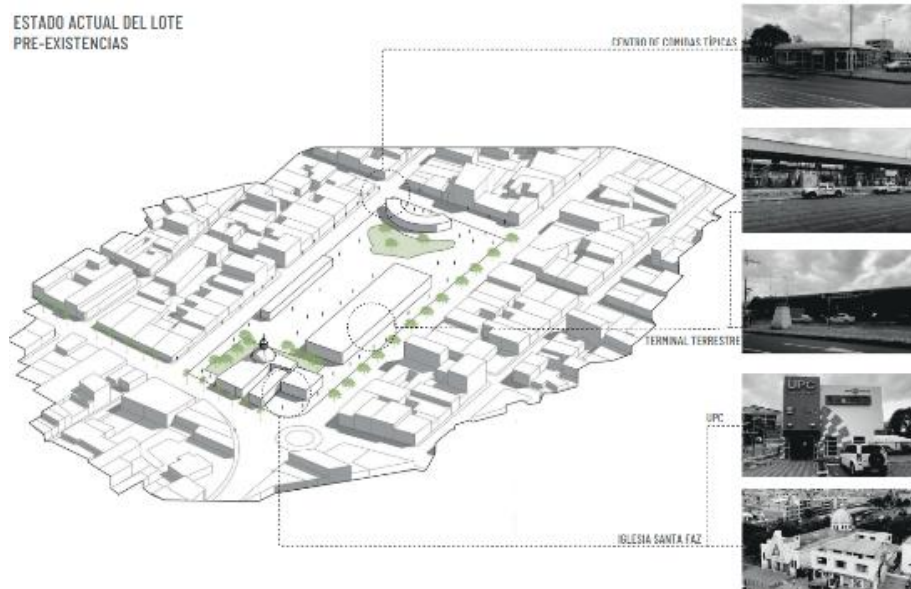 ESTADO ACTUAL DEL LOTE
PRE-EXISTENCIAS
CENTRO DE COMIDAS TÍPICAS
TERMINAL TERRESTRE
UPC
UPC
IGLESIA SANTA FAZ